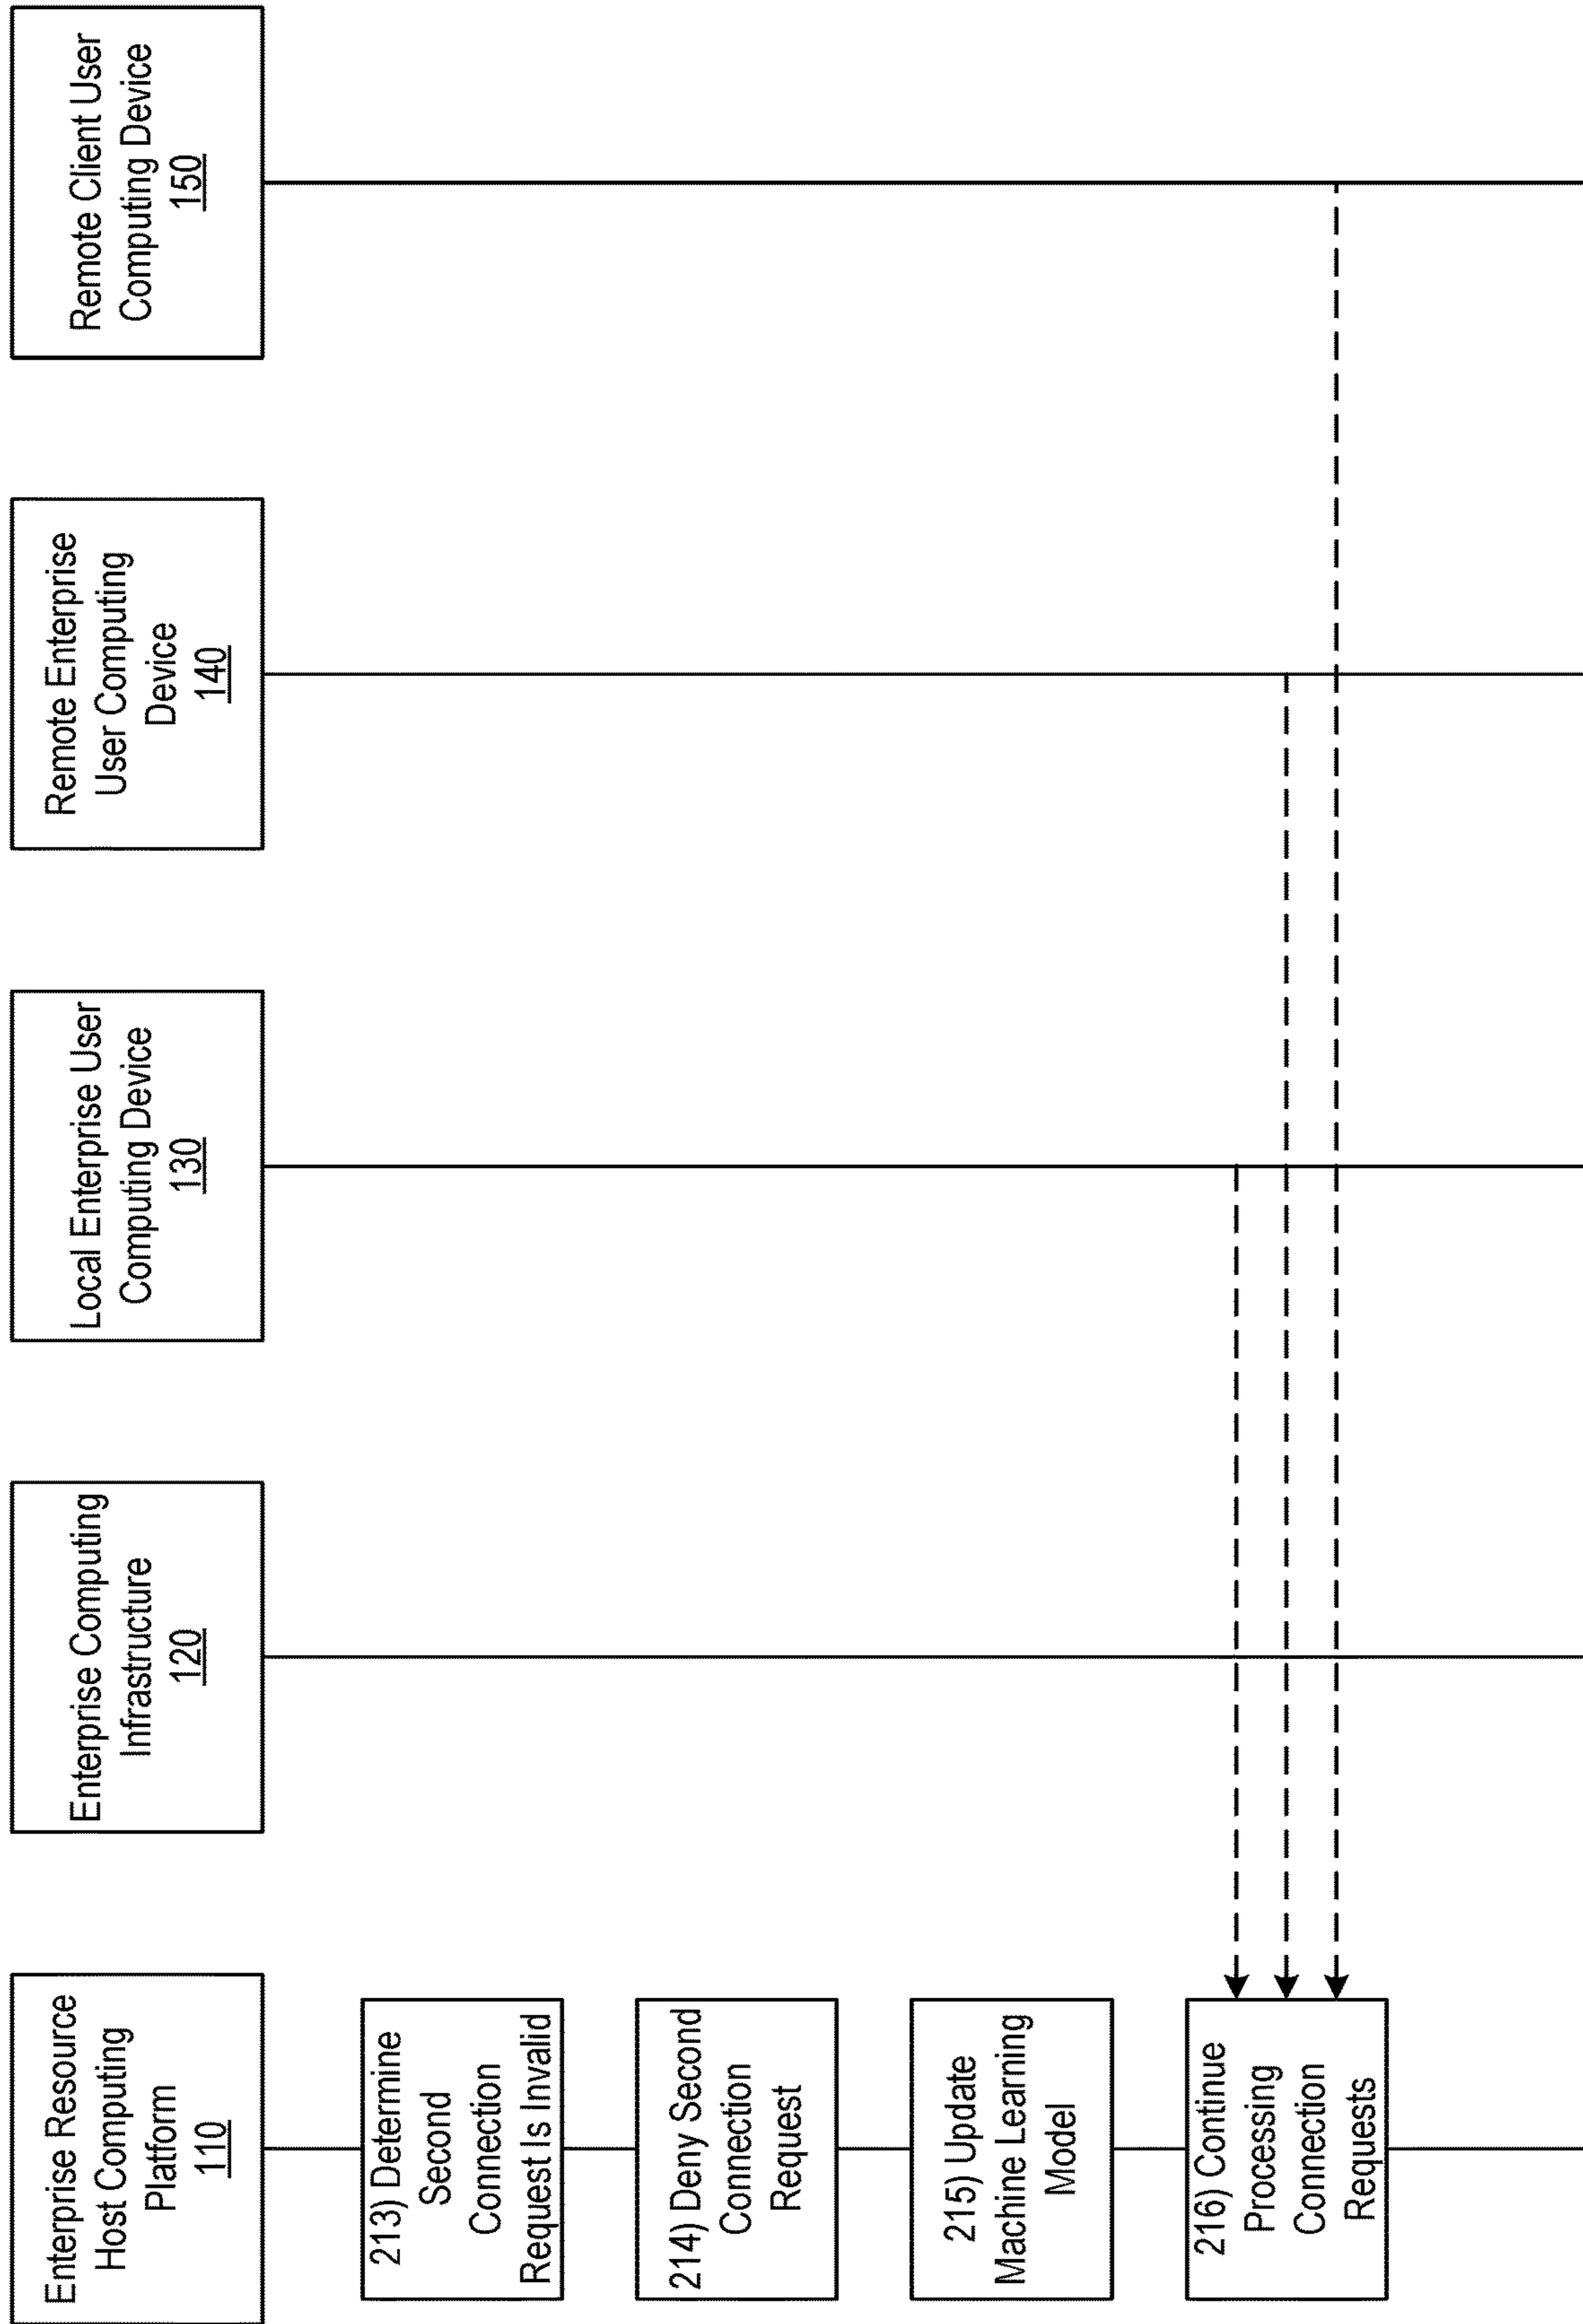 Enterprise Resource
Host Computing
Platform
110
Enterprise Computing
Infrastructure
120
Local Enterprise User
Computing Device
130
Remote Enterprise
User Computing
Device
140
Remote Client User
Computing Device
150
213) Determine
Second
Connection
Request Is Invalid
214) Deny Second
Connection
Request
215) Update
Machine Learning
Model
216) Continue
Processing
Connection
Requests